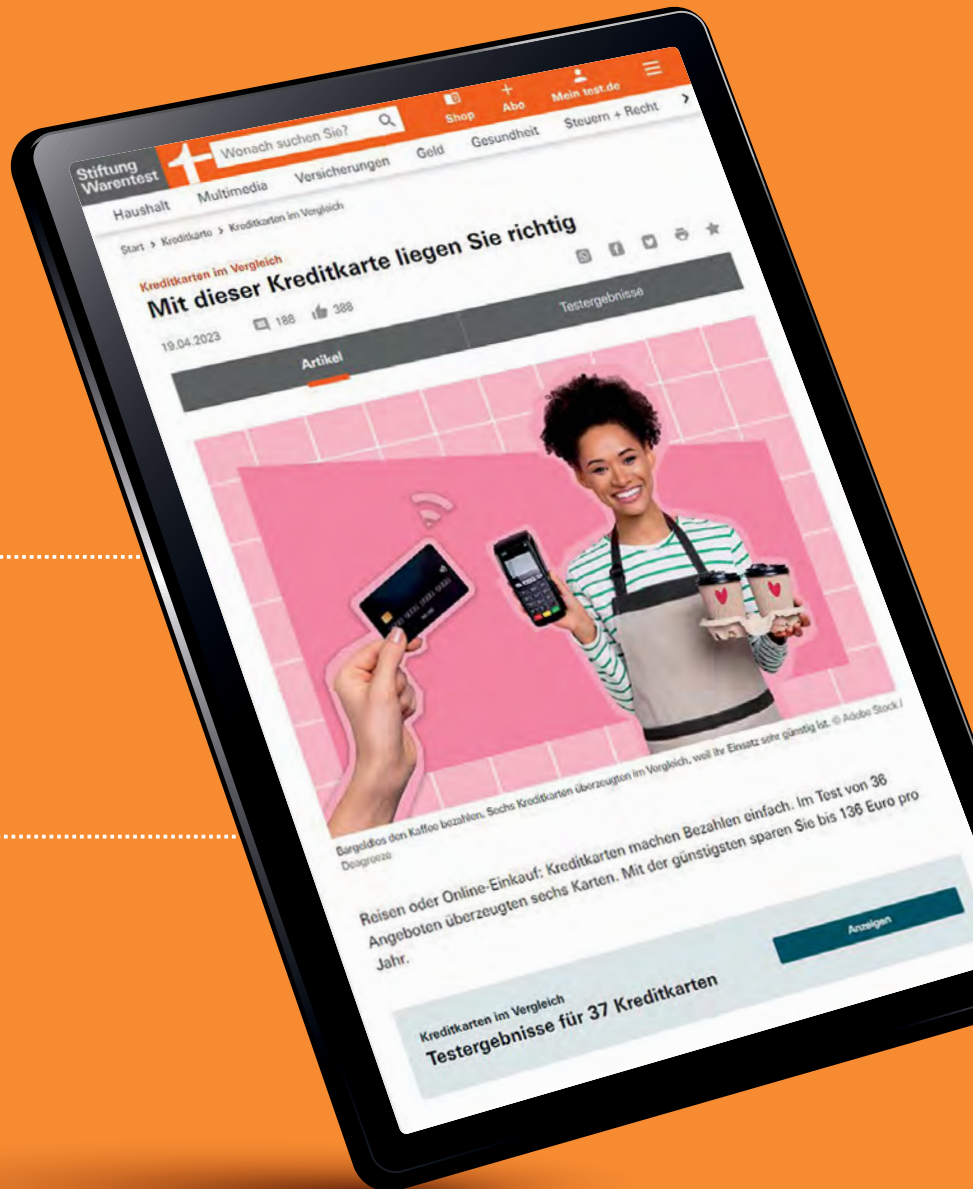 Stiftung
Warentest
Wonach suchen Sie?
Shop
Abo
Mein test.de
Haushalt Multimedia Versicherungen Geld Gesundheit Steuern + Recht
Start > Kreditkarte > Kreditkarten im Vergleich
Kreditkarten im Vergleich
Mit dieser Kreditkarte liegen Sie richtig
19.04.2023 188 388
Artikel
Testergebnisse
Bargeldlos den Kaffee bezahlen. Sechs Kreditkarten überzeugten im Vergleich, weil ihr Einsatz sehr günstig ist. © Adobe Stock /
Deagreeze
Reisen oder Online-Einkauf: Kreditkarten machen Bezahlen einfach. Im Test von 36
Angeboten überzeugten sechs Karten. Mit der günstigsten sparen Sie bis 136 Euro pro
Jahr.
Kreditkarten im Vergleich
Testergebnisse für 37 Kreditkarten
Anzeigen